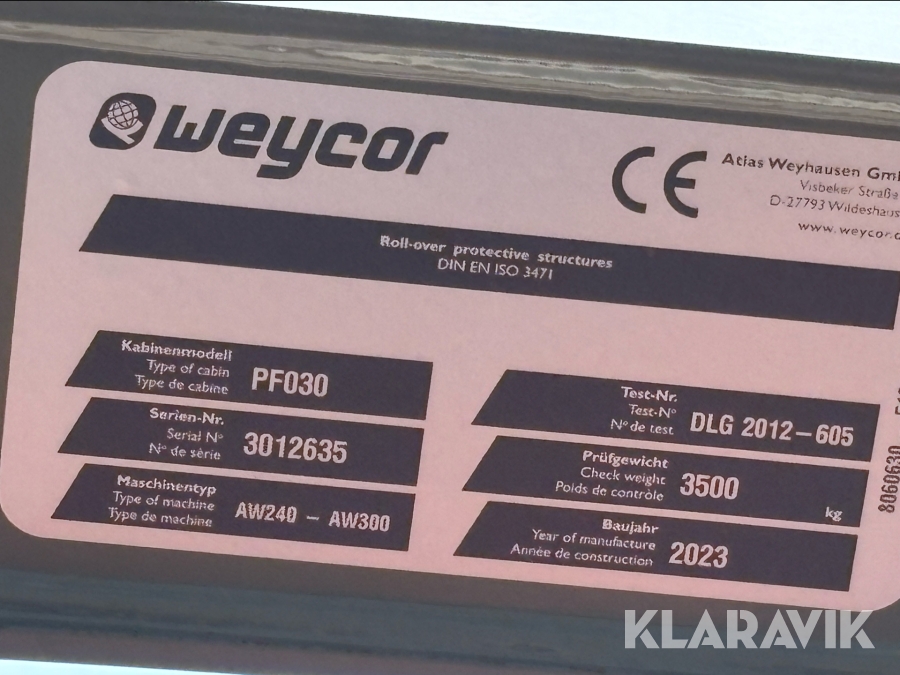 weycor
CE
Atlas Weyhausen Gm
Visbeker Straße
D-27793 Wildeshaus
www.weycor.d
Roll-over protective structures
DIN EN ISO 3471
Kabinenmodell
Type of cabin
Type de cabine
PF030
Serien-Nr.
Serial N°
N° de série
3012635
Maschinentyp
Type of machine
Type de machine
AW240 – AW300
Test-Nr.
Test-N°
N° de test
DLG 2012–605
Prüfgewicht
Check weight
Poids de contrôle
3500
kg
Baujahr
Year of manufacture
Année de construction
2023
8060630
KLARAVIK